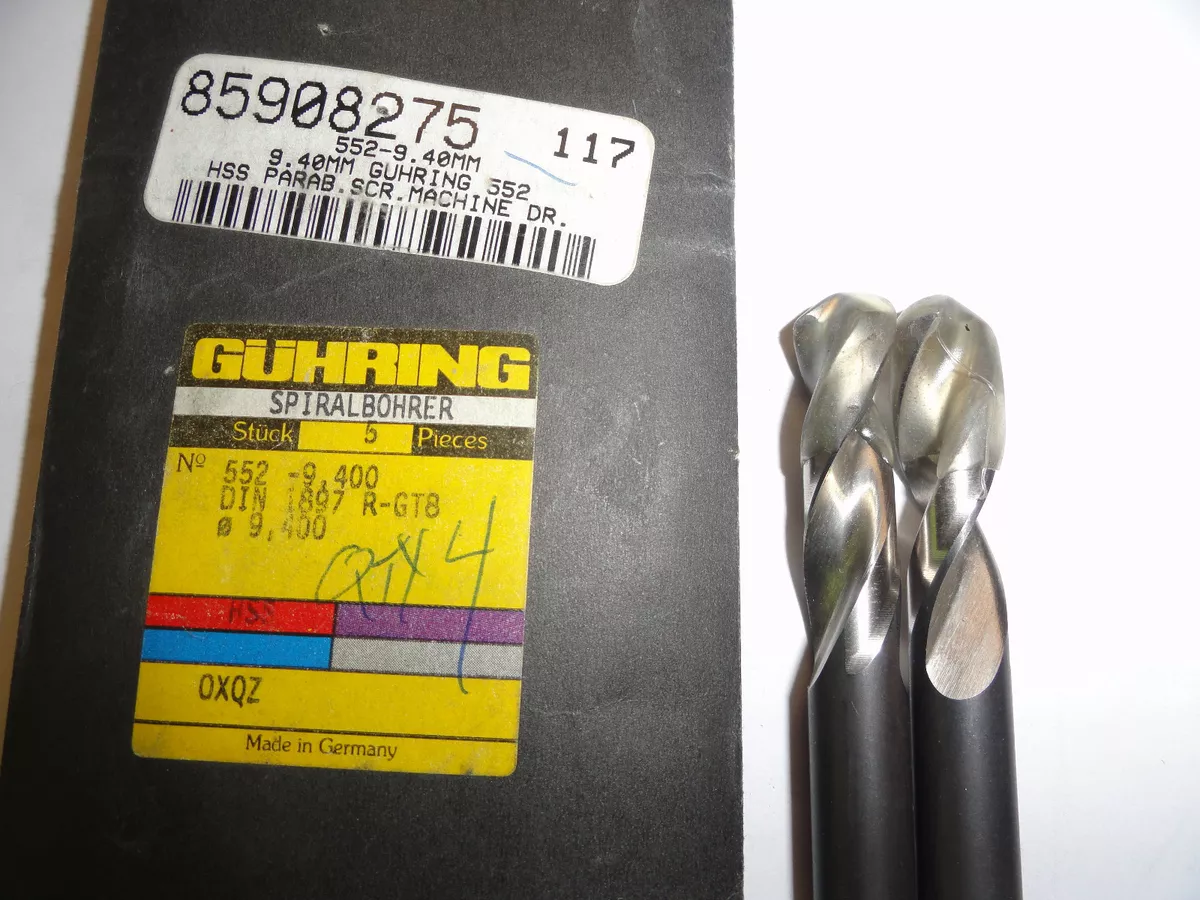 85908275
117
552-9.40MM
9.40MM GUHRING 552
HSS PARAB.SCR.MACHINE DR.
GÜHRING
SPIRALBOHRER
Stück 5 Pieces
Nº 552 -9,400
DIN 1897 R-GT8
ø 9,400
QTY 4
HSS
OXQZ
Made in Germany